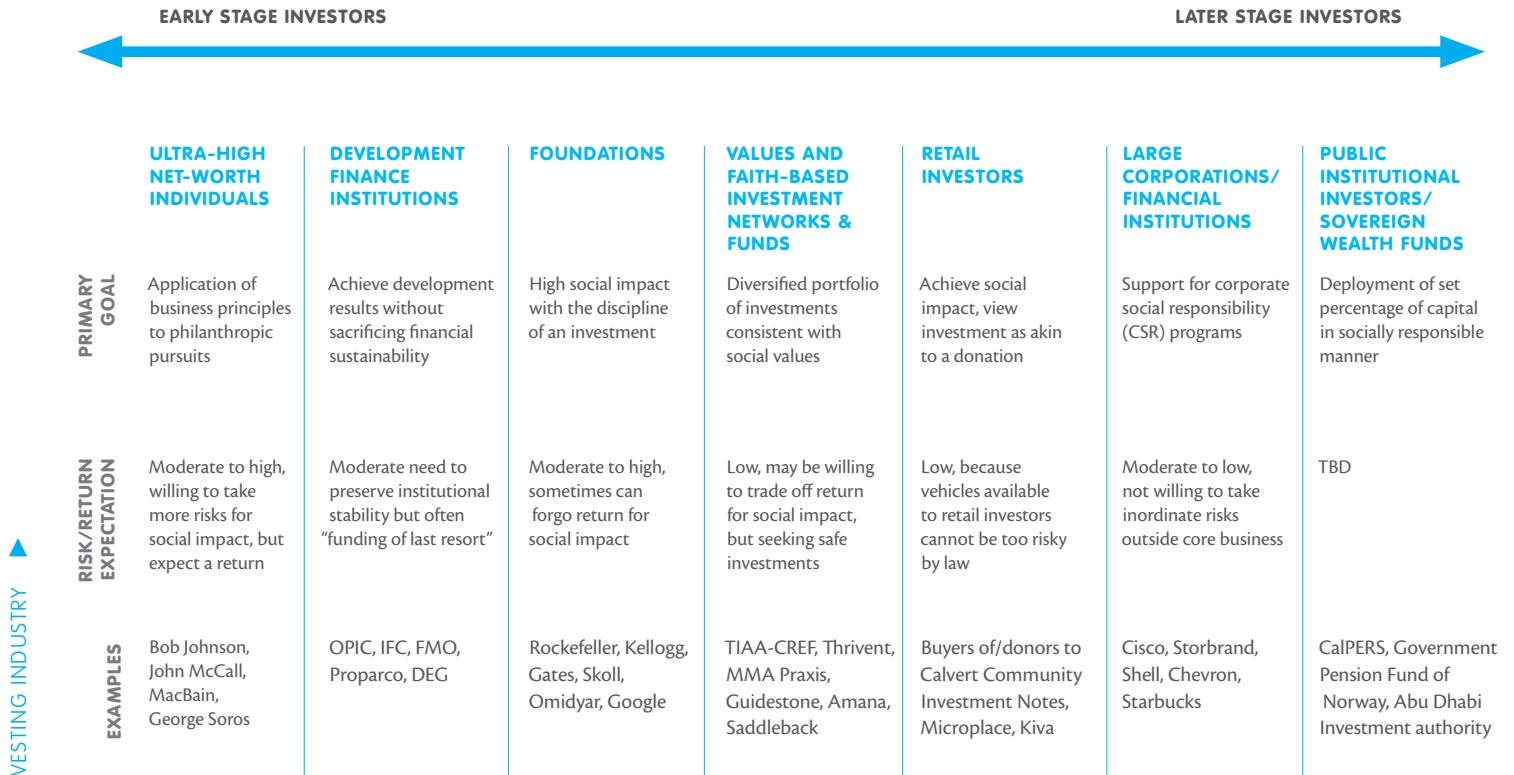 EARLY STAGE INVESTORS
LATER STAGE INVESTORS
ULTRA-HIGH
NET-WORTH
INDIVIDUALS
DEVELOPMENT
FINANCE
INSTITUTIONS
FOUNDATIONS
VALUES AND
FAITH-BASED
INVESTMENT
NETWORKS &
FUNDS
RETAIL
INVESTORS
LARGE
CORPORATIONS/
FINANCIAL
INSTITUTIONS
PUBLIC
INSTITUTIONAL
INVESTORS/
SOVEREIGN
WEALTH FUNDS
PRIMARY
GOAL
Application of
business principles
to philanthropic
pursuits
Achieve development
results without
sacrificing financial
sustainability
High social impact
with the discipline
of an investment
Diversified portfolio
of investments
consistent with
social values
Achieve social
impact, view
investment as akin
to a donation
Support for corporate
social responsibility
(CSR) programs
Deployment of set
percentage of capital
in socially responsible
manner
RISK/RETURN
EXPECTATION
Moderate to high,
willing to take
more risks for
social impact, but
expect a return
Moderate need to
preserve institutional
stability but often
“funding of last resort”
Moderate to high,
sometimes can
forgo return for
social impact
Low, may be willing
to trade off return
for social impact,
but seeking safe
investments
Low, because
vehicles available
to retail investors
cannot be too risky
by law
Moderate to low,
not willing to take
inordinate risks
outside core business
TBD
EXAMPLES
Bob Johnson,
John McCall,
MacBain,
George Soros
OPIC, IFC, FMO,
Proparco, DEG
Rockefeller, Kellogg,
Gates, Skoll,
Omidyar, Google
TIAA-CREF, Thrivent,
MMA Praxis,
Guidestone, Amana,
Saddleback
Buyers of/donors to
Calvert Community
Investment Notes,
Microplace, Kiva
Cisco, Storbrand,
Shell, Chevron,
Starbucks
CalPERS, Government
Pension Fund of
Norway, Abu Dhabi
Investment authority
VESTING INDUSTRY